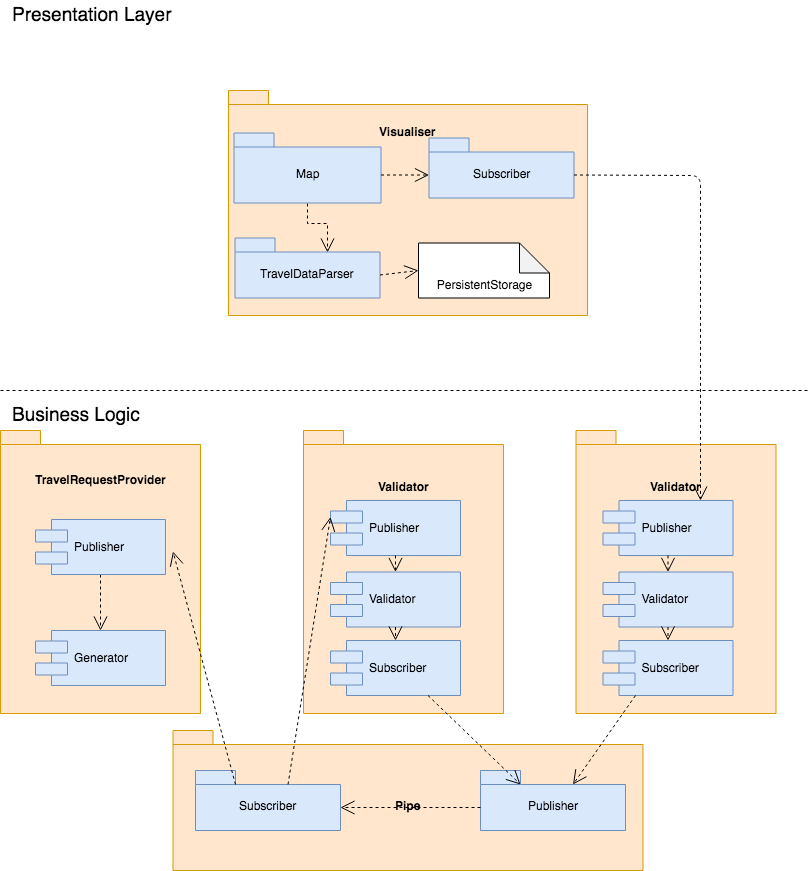 Presentation Layer
Visualiser
Map
Subscriber
TravelDataParser
PersistentStorage
Business Logic
TravelRequestProvider
Publisher
Generator
Validator
Publisher
Validator
Subscriber
Validator
Publisher
Validator
Subscriber
Subscriber
Pipe
Publisher